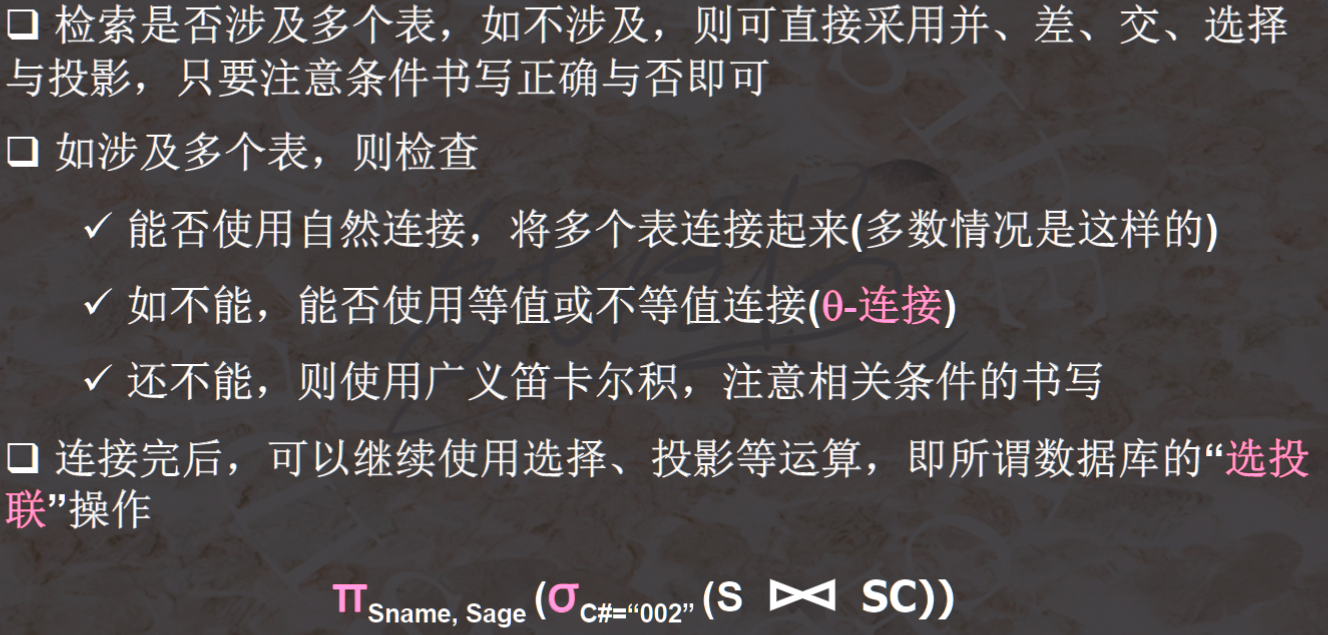 ❑ 检索是否涉及多个表，如不涉及，则可直接采用并、差、交、选择
与投影，只要注意条件书写正确与否即可
❑ 如涉及多个表，则检查
✓ 能否使用自然连接，将多个表连接起来(多数情况是这样的)
✓ 如不能，能否使用等值或不等值连接(θ-连接)
✓ 还不能，则使用广义笛卡尔积，注意相关条件的书写
❑ 连接完后，可以继续使用选择、投影等运算，即所谓数据库的“选投
联”操作
π Sname, Sage (σ C#=“002” (S ⋈ SC))